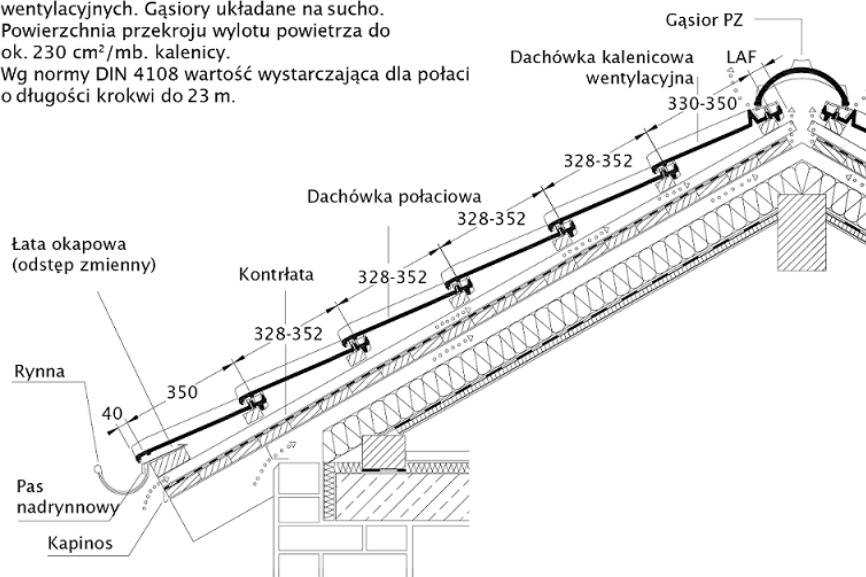 wentylacyjnych. Gąsiory układane na sucho.
Powierzchnia przekroju wylotu powietrza do
ok. 230 cm²/mb. kalenicy.
Wg normy DIN 4108 wartość wystarczająca dla połaci
o długości krokwi do 23 m.
Gąsior PZ
Dachówka kalenicowa
wentylacyjna
LAF
330-350
328-352
Dachówka połaciowa
328-352
Łata okapowa
(odstęp zmienny)
Kontrłata
328-352
328-352
Rynna
350
40
Pas
nadrynnowy
Kapinos